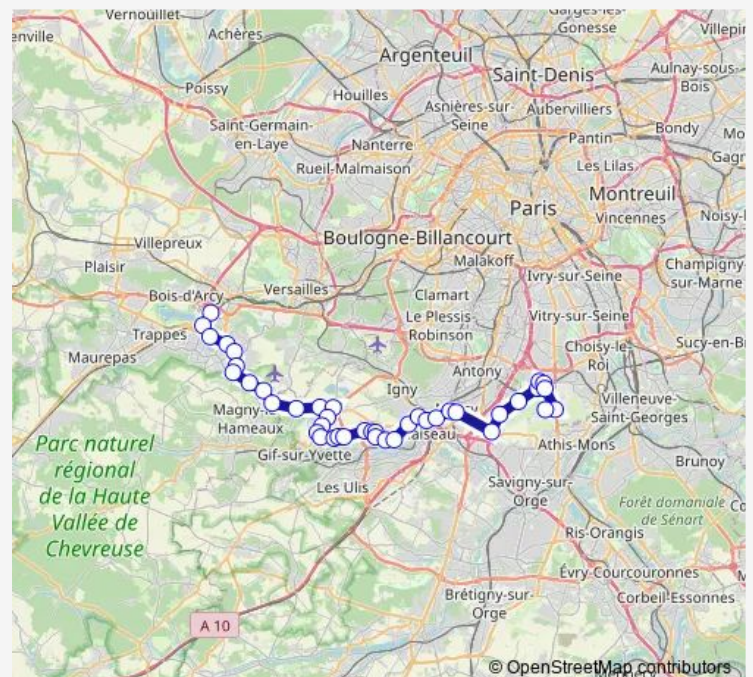 Vernouillet
Gonesse
enville
Achères
Villepin
Argenteuil
Aulnay-sous-
Bois
Poissy
Houilles
Saint-Denis
Asnières-sur-
Seine
Aubervilliers
Saint-Germain-
en-Laye
Bondy
Nanterre
Pantin
Rueil-Malmaison
Les Lilas
Paris
Montreuil
Vincennes
Noisy-l
Villepreux
Boulogne-Billancourt
Malakoff
Plaisir
Ivry-sur-Seine
Champign
sur-Marne
Bois-d'Arcy
Versailles
Clamart
Le Plessis-
Robinson
Vitry-sur-Seine
Trappes
Maurepas
Choisy-le-
Roi
Sucy-en-B
Antony
Igny
Villeneuve-
Saint-Georges
Magny-le
Hameaux
alaiseau
Athis-Mons
Gif-sur-Yvette
Brunoy
Parc naturel
régional
de la Haute
Vallée de
Chevreuse
Les Ulis
Savigny-sur-
Orge
Forêt domaniale
de Sénart
Ris-Orangis
Évry-Courcouronnes
Brétigny-sur-
Orge
Corbeil-Essonnes
A 10
© OpenStreetMap contributors